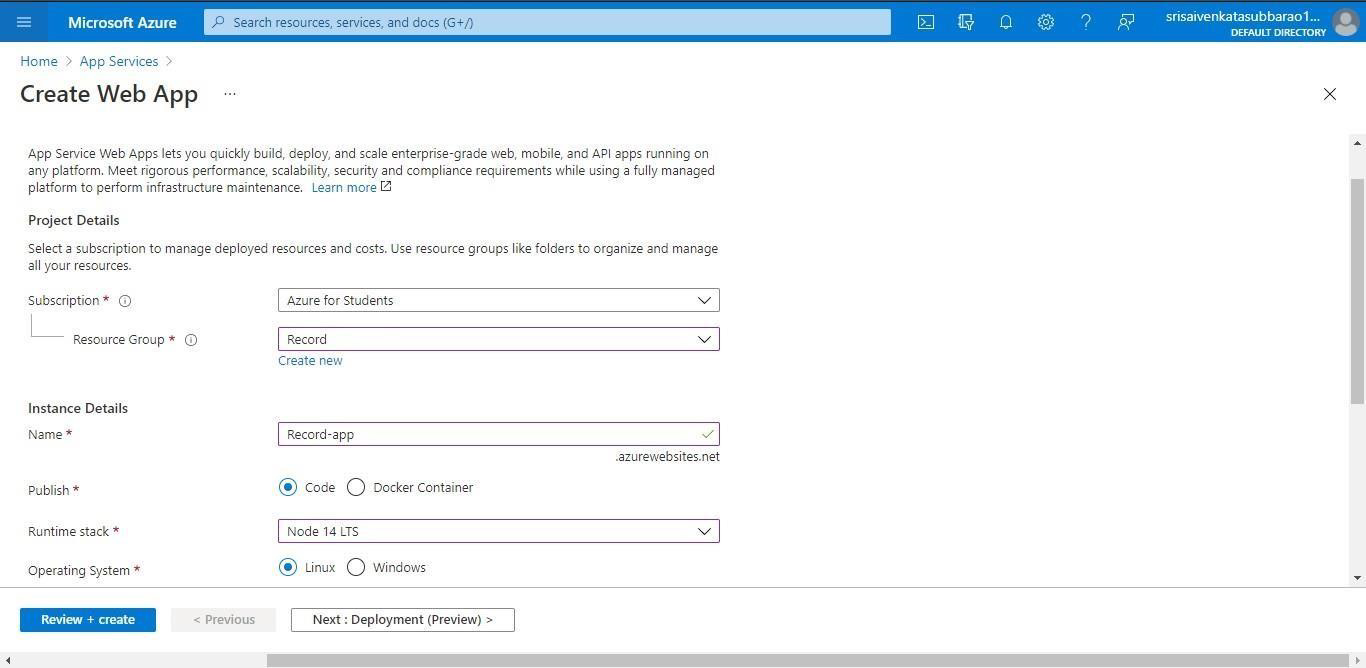 Microsoft Azure
Search resources, services, and docs (G+/)
srisaivenkatasubbarao1...
DEFAULT DIRECTORY
Home > App Services >
Create Web App ...
App Service Web Apps lets you quickly build, deploy, and scale enterprise-grade web, mobile, and API apps running on
any platform. Meet rigorous performance, scalability, security and compliance requirements while using a fully managed
platform to perform infrastructure maintenance. Learn more
Project Details
Select a subscription to manage deployed resources and costs. Use resource groups like folders to organize and manage
all your resources.
Subscription * Azure for Students
Resource Group * Record
Create new
Instance Details
Name * Record-app
.azurewebsites.net
Publish * Code Docker Container
Runtime stack * Node 14 LTS
Operating System * Linux Windows
Review + create < Previous Next : Deployment (Preview) >